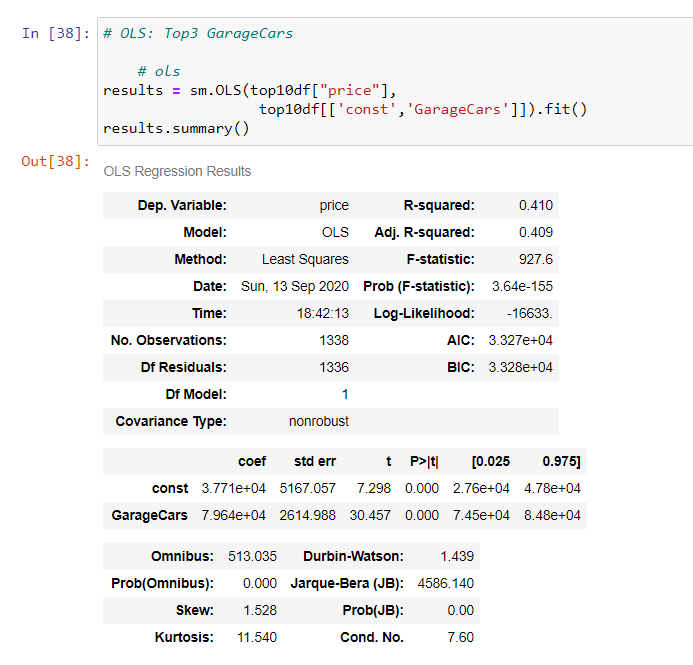 In [38]: # OLS: Top3 GarageCars
# ols
results = sm.OLS(top10df["price"],
top10df[['const','GarageCars']]).fit()
results.summary()
Out[38]: OLS Regression Results
Dep. Variable: price R-squared: 0.410
Model: OLS Adj. R-squared: 0.409
Method: Least Squares F-statistic: 927.6
Date: Sun, 13 Sep 2020 Prob (F-statistic): 3.64e-155
Time: 18:42:13 Log-Likelihood: -16633.
No. Observations: 1338 AIC: 3.327e+04
Df Residuals: 1336 BIC: 3.328e+04
Df Model: 1
Covariance Type: nonrobust
coef std err t P>|t| [0.025 0.975]
const 3.771e+04 5167.057 7.298 0.000 2.76e+04 4.78e+04
GarageCars 7.964e+04 2614.988 30.457 0.000 7.45e+04 8.48e+04
Omnibus: 513.035 Durbin-Watson: 1.439
Prob(Omnibus): 0.000 Jarque-Bera (JB): 4586.140
Skew: 1.528 Prob(JB): 0.00
Kurtosis: 11.540 Cond. No. 7.60